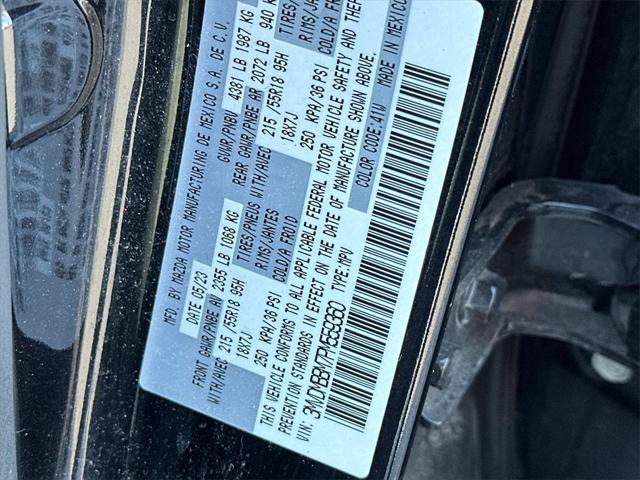 MFD. BY MAZDA MOTOR MANUFACTURING DE MEXICO S.A. DE C.V.
DATE 05/23 GVWR/PNBV 4381 LB 1987 KG
FRONT GAWR/PNBE AV 2355 LB 1068 KG REAR GAWR/PNBE AR 2072 LB 940 KG
WITH/AVEC TIRES/PNEUS WITH/AVEC TIRES/
215 /55R18 95H 215 /55R18 95H
18X7J RIMS/JANTES 18X7J RIMS/JAN
250 KPA/36 PSI COLD/A FROID 250 KPA/36 PSI COLD/A FRO
THIS VEHICLE CONFORMS TO ALL APPLICABLE FEDERAL MOTOR VEHICLE SAFETY AND THEF
PREVENTION STANDARDS IN EFFECT ON THE DATE OF MANUFACTURE SHOWN ABOVE.
VIN: TYPE:MPV COLOR CODE:41W MADE IN MEXICO